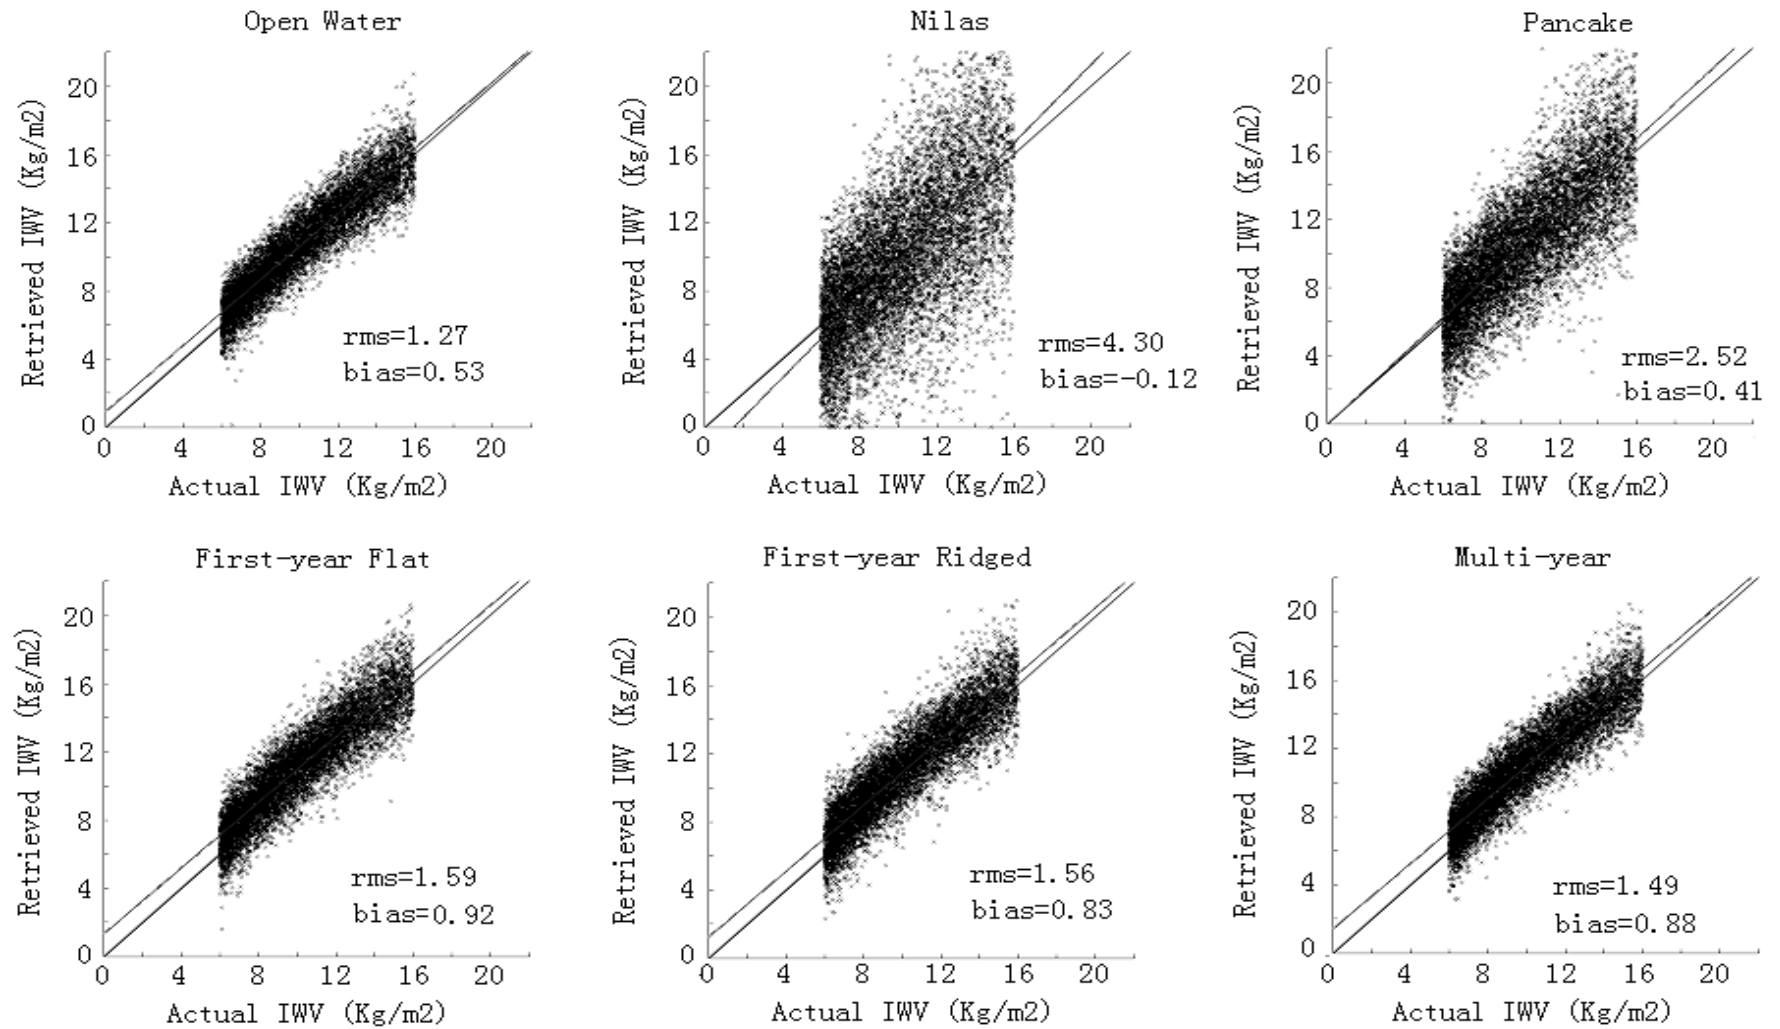 Open Water
Retrieved IWV (Kg/m2)
20
16
12
8
4
0
rms=1.27
bias=0.53
0 4 8 12 16 20
Actual IWV (Kg/m2)
Nilas
Retrieved IWV (Kg/m2)
20
16
12
8
4
0
rms=4.30
bias=-0.12
0 4 8 12 16 20
Actual IWV (Kg/m2)
Pancake
Retrieved IWV (Kg/m2)
20
16
12
8
4
0
rms=2.52
bias=0.41
0 4 8 12 16 20
Actual IWV (Kg/m2)
First-year Flat
Retrieved IWV (Kg/m2)
20
16
12
8
4
0
rms=1.59
bias=0.92
0 4 8 12 16 20
Actual IWV (Kg/m2)
First-year Ridged
Retrieved IWV (Kg/m2)
20
16
12
8
4
0
rms=1.56
bias=0.83
0 4 8 12 16 20
Actual IWV (Kg/m2)
Multi-year
Retrieved IWV (Kg/m2)
20
16
12
8
4
0
rms=1.49
bias=0.88
0 4 8 12 16 20
Actual IWV (Kg/m2)